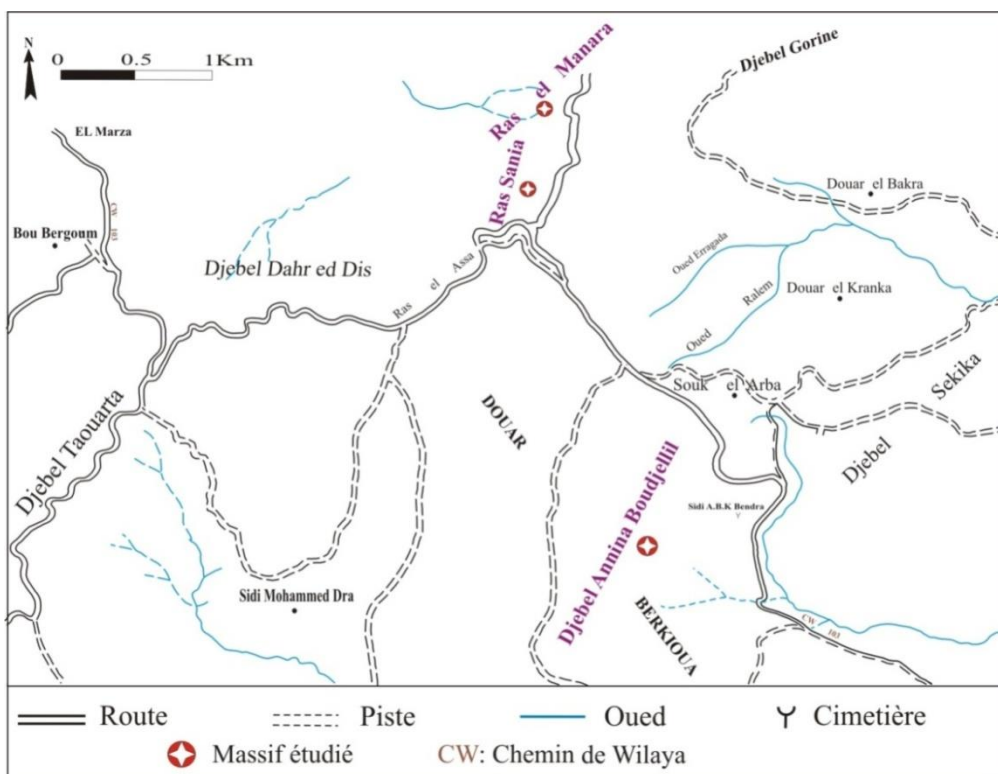 N
0 0.5 1Km
EL Marza
CW 103
Bou Bergoum
Djebel Dahr ed Dis
Ras el Manara
Ras Sania
Ras el Assa
Djebel Gorine
Douar el Bakra
Oued Erragada
Douar el Kranka
Oued Ralem
Souk el Arba
Djebel Sekika
Djebel Taouarta
DOUAR BERKIOUA
Djebel Annina Boudjellil
Sidi A.B.K Bendra
Sidi Mohammed Dra
CW 103
Route
Piste
Oued
Cimetière
Massif étudié
CW: Chemin de Wilaya